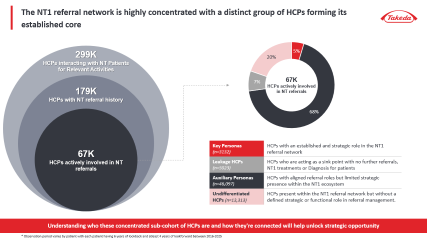 The NT1 referral network is highly concentrated with a distinct group of HCPs forming its
established core
Takeda
299K
HCPs interacting with NT Patients
for Relevant Activities
179K
HCPs with NT referral history
67K
HCPs actively involved in NT
referrals
5%
20%
7%
68%
67K
HCPs actively involved
in NT referrals
Key Personas
HCPs with an established and strategic role in the NT1
referral network
Leakage HCPs
HCPs who are acting as a sink point with no further referrals,
NT1 treatments or Diagnosis for patients
Auxiliary Personas
HCPs with aligned referral roles but limited strategic
presence within the NT1 ecosystem
Undifferentiated
HCPs
HCPs present within the NT1 referral network but without a
defined strategic or functional role in referral management.
Understanding who these concentrated sub-cohort of HCPs are and how they're connected will help unlock strategic opportunity